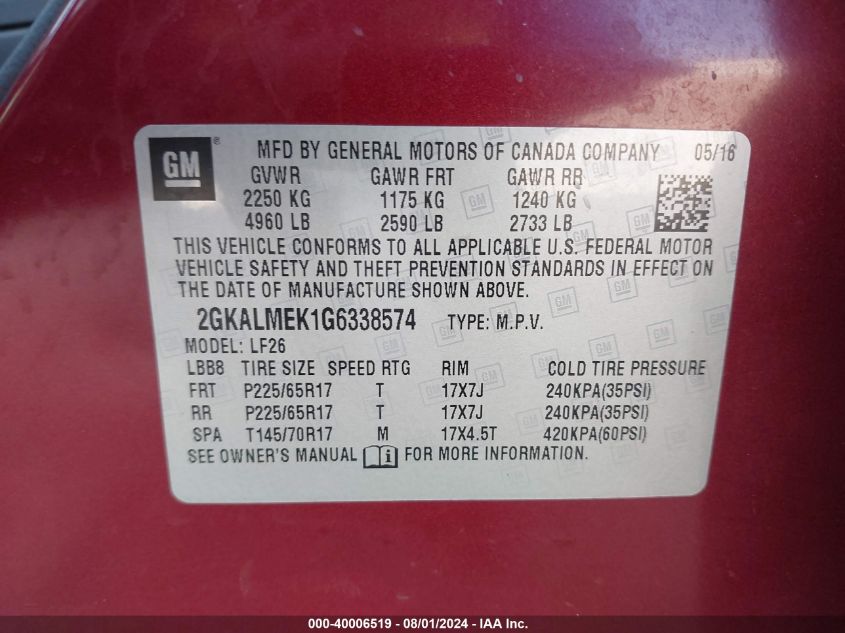 GM ® MFD BY GENERAL MOTORS OF CANADA COMPANY 05/16
GVWR GAWR FRT GAWR RR
2250 KG 1175 KG 1240 KG
4960 LB 2590 LB 2733 LB
THIS VEHICLE CONFORMS TO ALL APPLICABLE U.S. FEDERAL MOTOR
VEHICLE SAFETY AND THEFT PREVENTION STANDARDS IN EFFECT ON
THE DATE OF MANUFACTURE SHOWN ABOVE.
2GKALMEK1G6338574 TYPE: M.P.V.
MODEL: LF26
LBB8 TIRE SIZE SPEED RTG RIM COLD TIRE PRESSURE
FRT P225/65R17 T 17X7J 240KPA(35PSI)
RR P225/65R17 T 17X7J 240KPA(35PSI)
SPA T145/70R17 M 17X4.5T 420KPA(60PSI)
SEE OWNER'S MANUAL i FOR MORE INFORMATION.
000-40006519 - 08/01/2024 - IAA Inc.